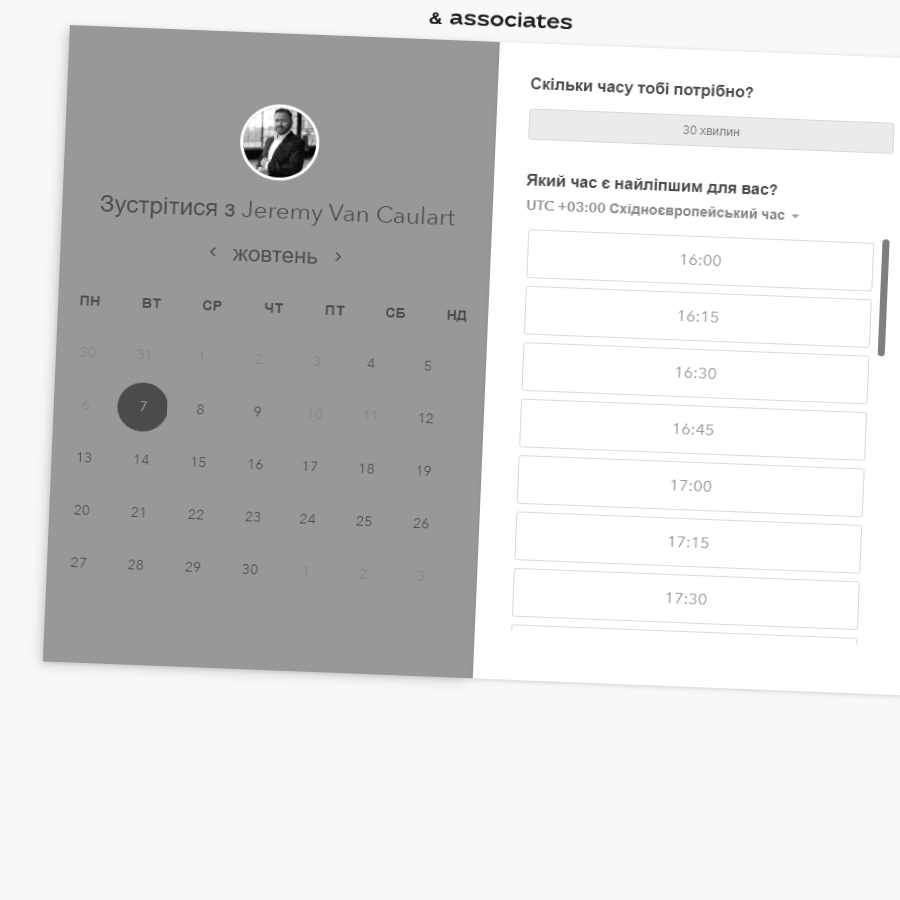 & associates
Зустрітися з Jeremy Van Caulart
жовтень
ПН ВТ СР ЧТ ПТ СБ НД
30 31 1 2 3 4 5
6 7 8 9 10 11 12
13 14 15 16 17 18 19
20 21 22 23 24 25 26
27 28 29 30 1 2 3
Скільки часу тобі потрібно?
30 хвилин
Який час є найліпшим для вас?
UTC +03:00 Східноєвропейський час
16:00
16:15
16:30
16:45
17:00
17:15
17:30